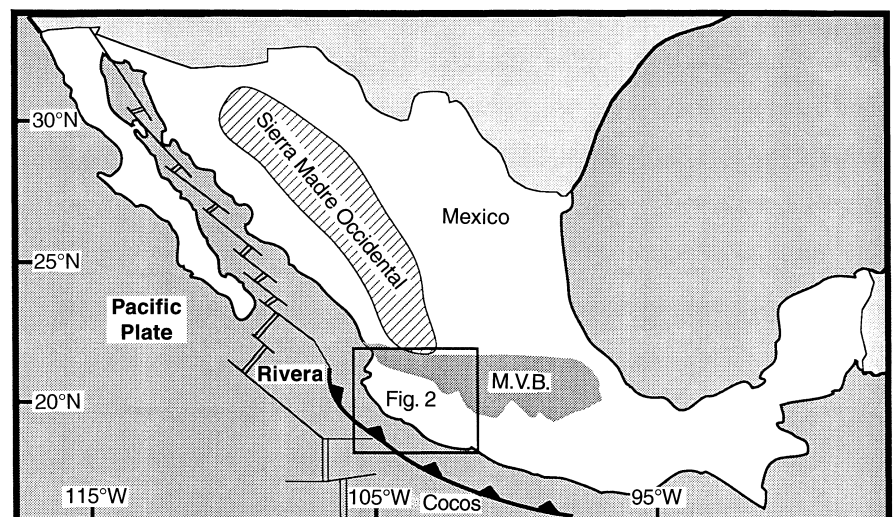 30°N
Sierra Madre Occidental
Mexico
25°N
Pacific
Plate
Rivera
M.V.B.
20°N
Fig. 2
115°W
105°W
95°W
Cocos